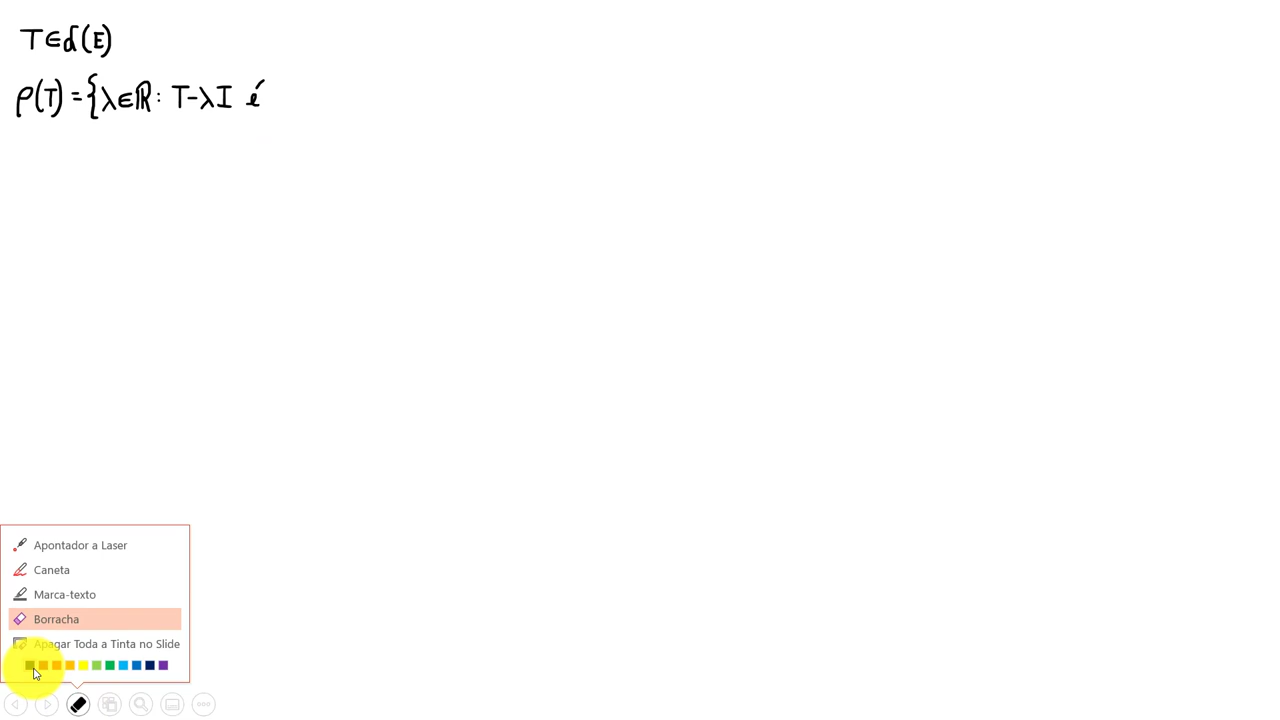 T∈L(E)
ρ(T) = {λ∈ℝ: T-λI é
Apontador a Laser
Caneta
Marca-texto
Borracha
Apagar Toda a Tinta no Slide